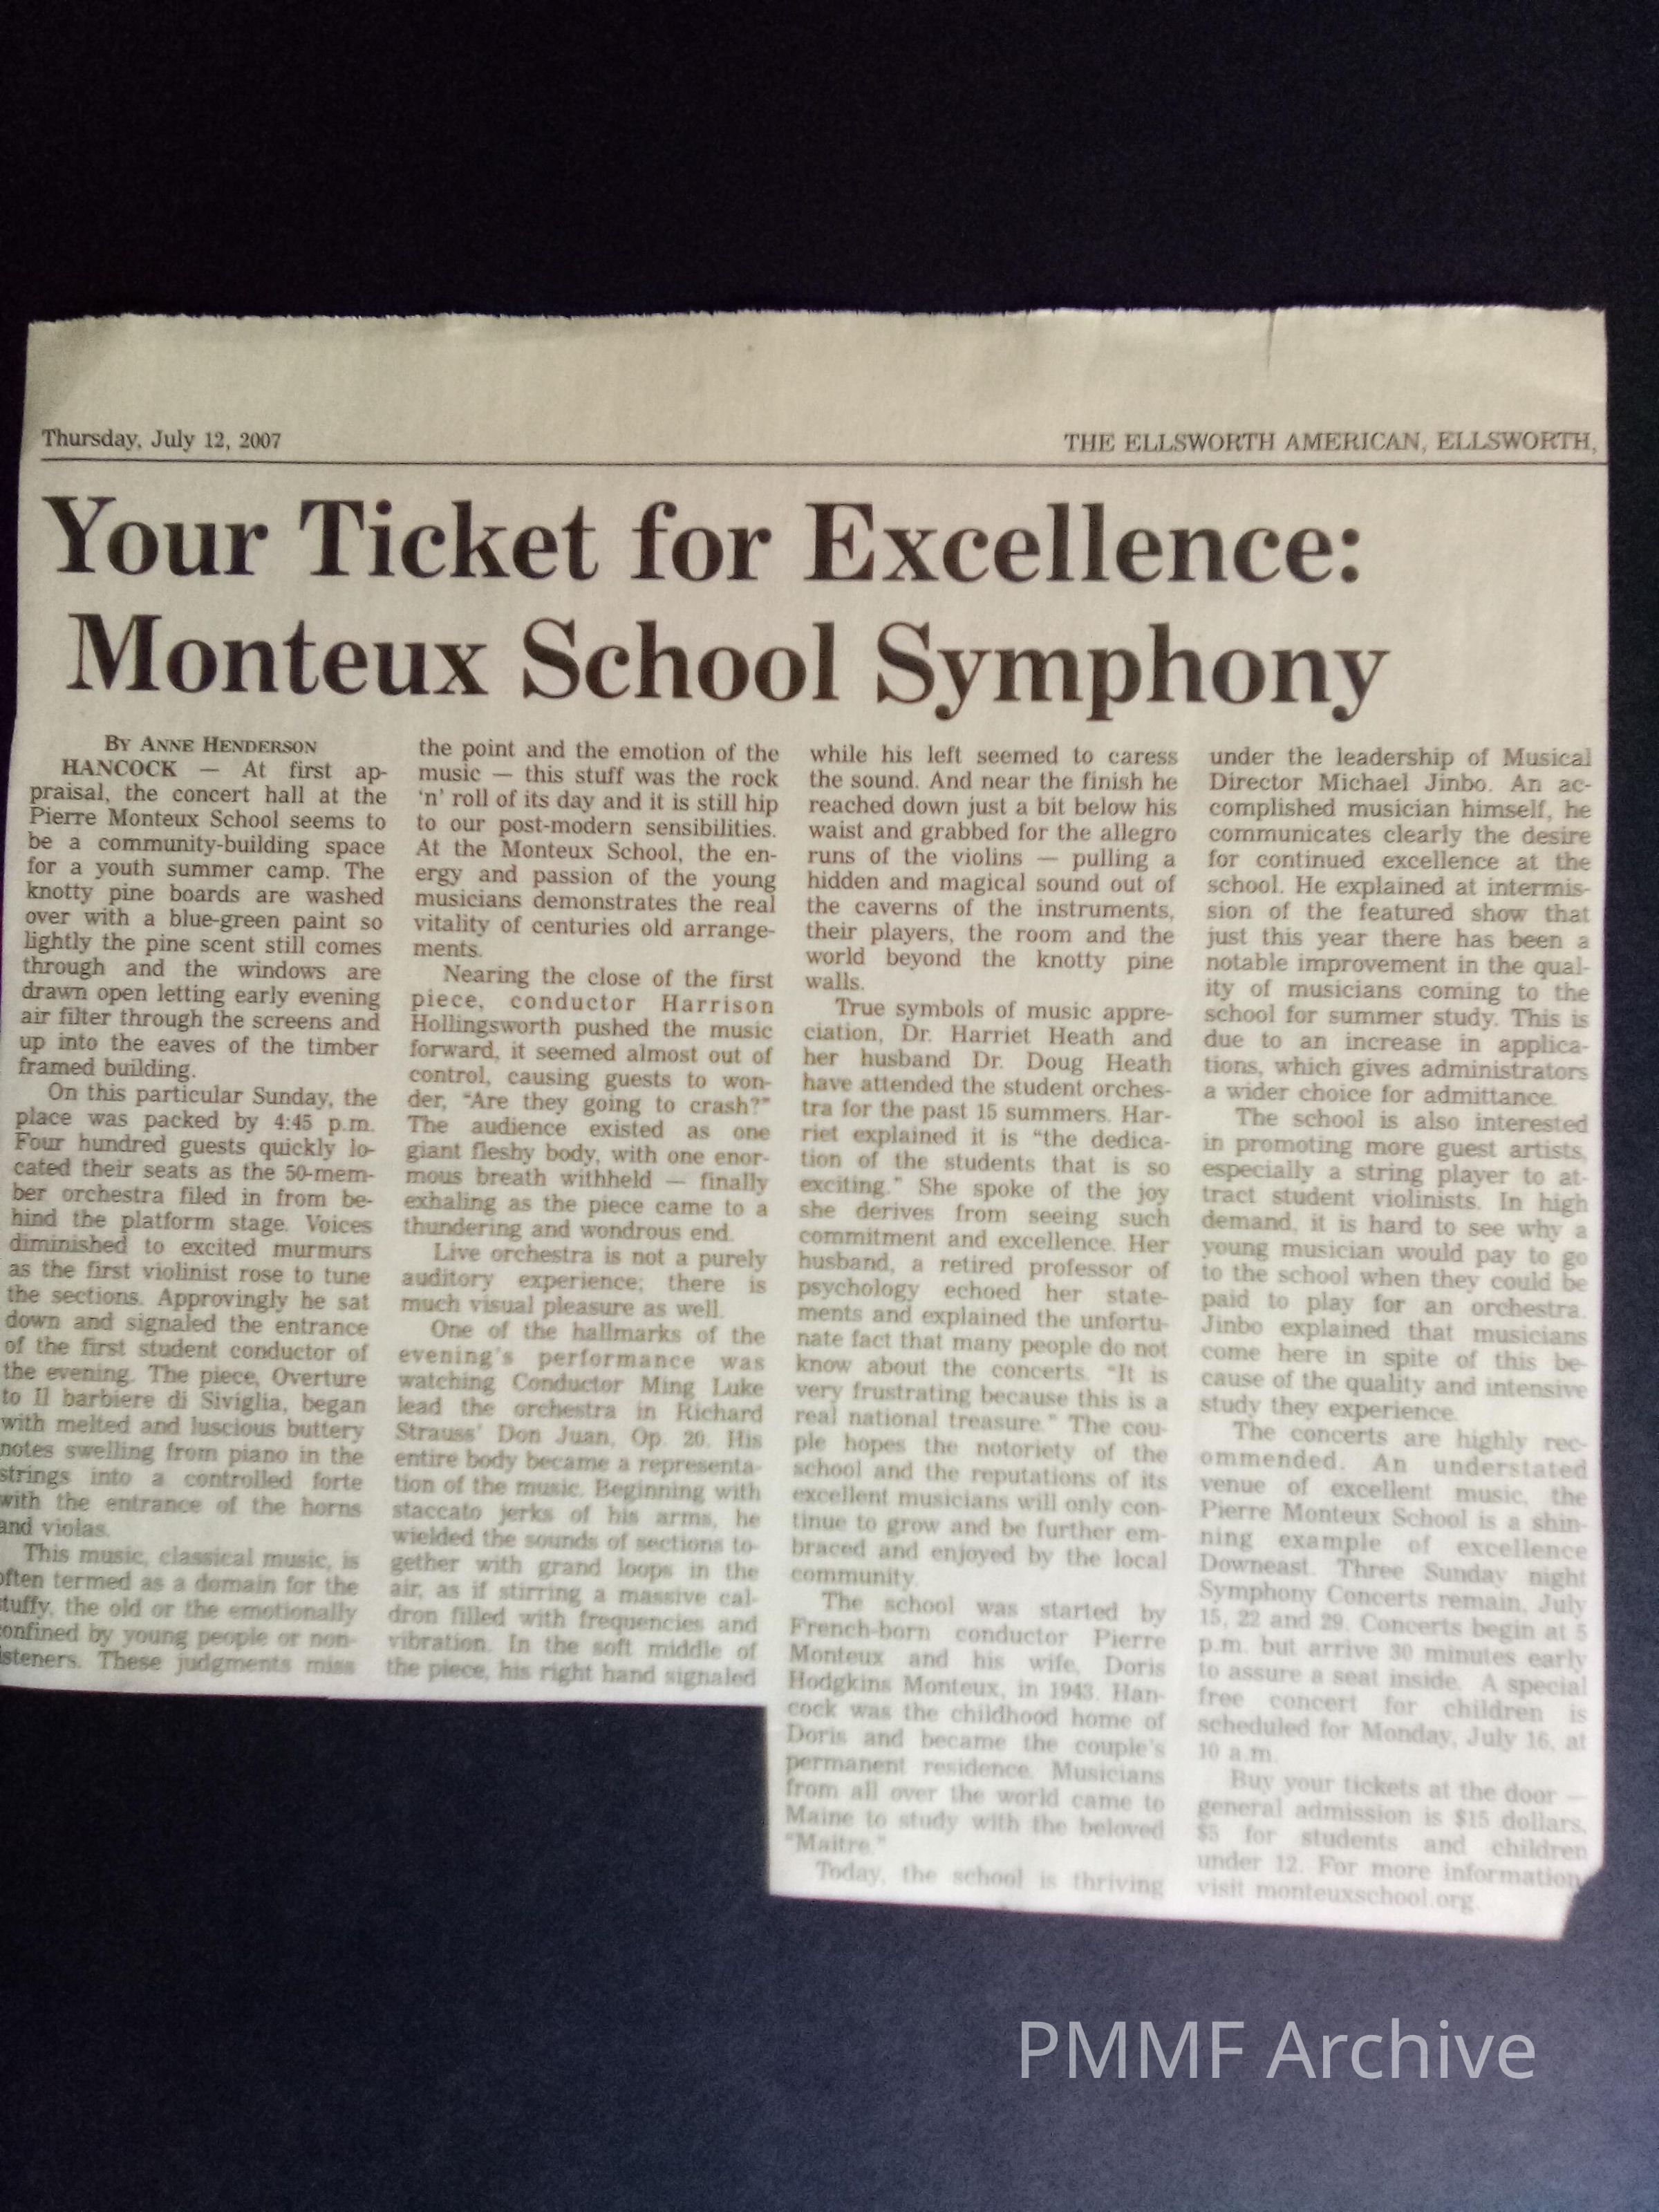 Thursday, July 12, 2007
THE ELLSWORTH AMERICAN, ELLSWORTH,
Your Ticket for Excellence:
Monteux School Symphony
BY ANNE HENDERSON
HANCOCK — At first ap-
praisal, the concert hall at the
Pierre Monteux School seems to
be a community-building space
for a youth summer camp. The
knotty pine boards are washed
over with a blue-green paint so
lightly the pine scent still comes
through and the windows are
drawn open letting early evening
air filter through the screens and
up into the eaves of the timber
framed building.
On this particular Sunday, the
place was packed by 4:45 p.m.
Four hundred guests quickly lo-
cated their seats as the 50-mem-
ber orchestra filed in from be-
hind the platform stage. Voices
diminished to excited murmurs
as the first violinist rose to tune
the sections. Approvingly he sat
down and signaled the entrance
of the first student conductor of
the evening. The piece, Overture
to Il barbiere di Siviglia, began
with melted and luscious buttery
notes swelling from piano in the
strings into a controlled forte
with the entrance of the horns
and violas.
This music, classical music, is
often termed as a domain for the
stuffy, the old or the emotionally
confined by young people or non-
listeners. These judgments miss
the point and the emotion of the
music — this stuff was the rock
'n' roll of its day and it is still hip
to our post-modern sensibilities.
At the Monteux School, the en-
ergy and passion of the young
musicians demonstrates the real
vitality of centuries old arrange-
ments.
Nearing the close of the first
piece, conductor Harrison
Hollingsworth pushed the music
forward, it seemed almost out of
control, causing guests to won-
der, "Are they going to crash?"
The audience existed as one
giant fleshy body, with one enor-
mous breath withheld — finally
exhaling as the piece came to a
thundering and wondrous end.
Live orchestra is not a purely
auditory experience; there is
much visual pleasure as well.
One of the hallmarks of the
evening's performance was
watching Conductor Ming Luke
lead the orchestra in Richard
Strauss' Don Juan, Op. 20. His
entire body became a representa-
tion of the music. Beginning with
staccato jerks of his arms, he
wielded the sounds of sections to-
gether with grand loops in the
air, as if stirring a massive cal-
dron filled with frequencies and
vibration. In the soft middle of
the piece, his right hand signaled
while his left seemed to caress
the sound. And near the finish he
reached down just a bit below his
waist and grabbed for the allegro
runs of the violins — pulling a
hidden and magical sound out of
the caverns of the instruments,
their players, the room and the
world beyond the knotty pine
walls.
True symbols of music appre-
ciation, Dr. Harriet Heath and
her husband Dr. Doug Heath
have attended the student orches-
tra for the past 15 summers. Har-
riet explained it is "the dedica-
tion of the students that is so
exciting." She spoke of the joy
she derives from seeing such
commitment and excellence. Her
husband, a retired professor of
psychology echoed her state-
ments and explained the unfortu-
nate fact that many people do not
know about the concerts. "It is
very frustrating because this is a
real national treasure." The cou-
ple hopes the notoriety of the
school and the reputations of its
excellent musicians will only con-
tinue to grow and be further em-
braced and enjoyed by the local
community.
The school was started by
French-born conductor Pierre
Monteux and his wife, Doris
Hodgkins Monteux, in 1943. Han-
cock was the childhood home of
Doris and became the couple's
permanent residence. Musicians
from all over the world came to
Maine to study with the beloved
"Maitre."
Today, the school is thriving
under the leadership of Musical
Director Michael Jinbo. An ac-
complished musician himself, he
communicates clearly the desire
for continued excellence at the
school. He explained at intermis-
sion of the featured show that
just this year there has been a
notable improvement in the qual-
ity of musicians coming to the
school for summer study. This is
due to an increase in applica-
tions, which gives administrators
a wider choice for admittance.
The school is also interested
in promoting more guest artists,
especially a string player to at-
tract student violinists. In high
demand, it is hard to see why a
young musician would pay to go
to the school when they could be
paid to play for an orchestra.
Jinbo explained that musicians
come here in spite of this be-
cause of the quality and intensive
study they experience.
The concerts are highly rec-
ommended. An understated
venue of excellent music, the
Pierre Monteux School is a shin-
ning example of excellence
Downeast. Three Sunday night
Symphony Concerts remain, July
15, 22 and 29. Concerts begin at 5
p.m. but arrive 30 minutes early
to assure a seat inside. A special
free concert for children is
scheduled for Monday, July 16, at
10 a.m.
Buy your tickets at the door —
general admission is $15 dollars,
$5 for students and children
under 12. For more information,
visit monteuxschool.org.
PMMF Archive